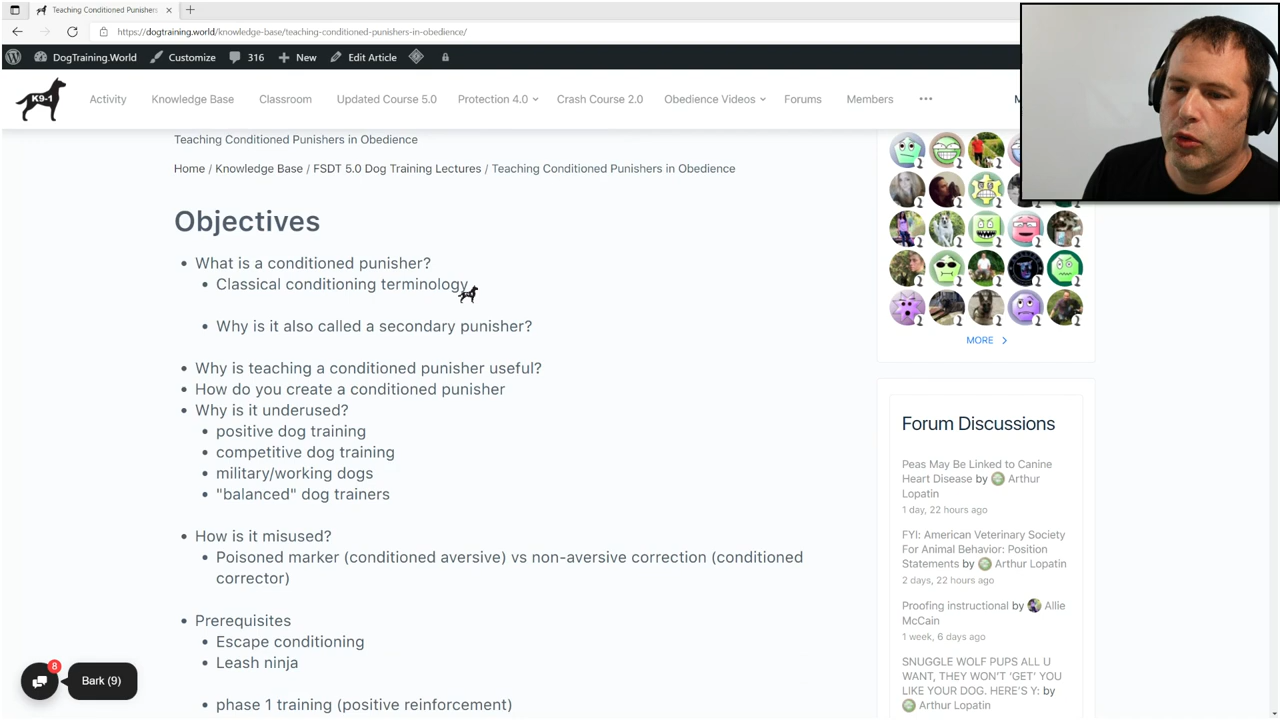 Teaching Conditioned Punishers
https://dogtraining.world/knowledge-base/teaching-conditioned-punishers-in-obedience/
DogTraining.World Customize 316 New Edit Article
K9-1 Activity Knowledge Base Classroom Updated Course 5.0 Protection 4.0 Crash Course 2.0 Obedience Videos Forums Members
Teaching Conditioned Punishers in Obedience
Home / Knowledge Base / FSDT 5.0 Dog Training Lectures / Teaching Conditioned Punishers in Obedience
Objectives
What is a conditioned punisher?
Classical conditioning terminology
Why is it also called a secondary punisher?
Why is teaching a conditioned punisher useful?
How do you create a conditioned punisher
Why is it underused?
positive dog training
competitive dog training
military/working dogs
"balanced" dog trainers
How is it misused?
Poisoned marker (conditioned aversive) vs non-aversive correction (conditioned
corrector)
Prerequisites
Escape conditioning
Leash ninja
phase 1 training (positive reinforcement)
MORE
Forum Discussions
Peas May Be Linked to Canine
Heart Disease by Arthur
Lopatin
1 day, 22 hours ago
FYI: American Veterinary Society
For Animal Behavior: Position
Statements by Arthur Lopatin
2 days, 22 hours ago
Proofing instructional by Allie
McCain
1 week, 6 days ago
SNUGGLE WOLF PUPS ALL U
WANT, THEY WON'T 'GET' YOU
LIKE YOUR DOG. HERE'S Y: by
Arthur Lopatin
8
Bark (9)